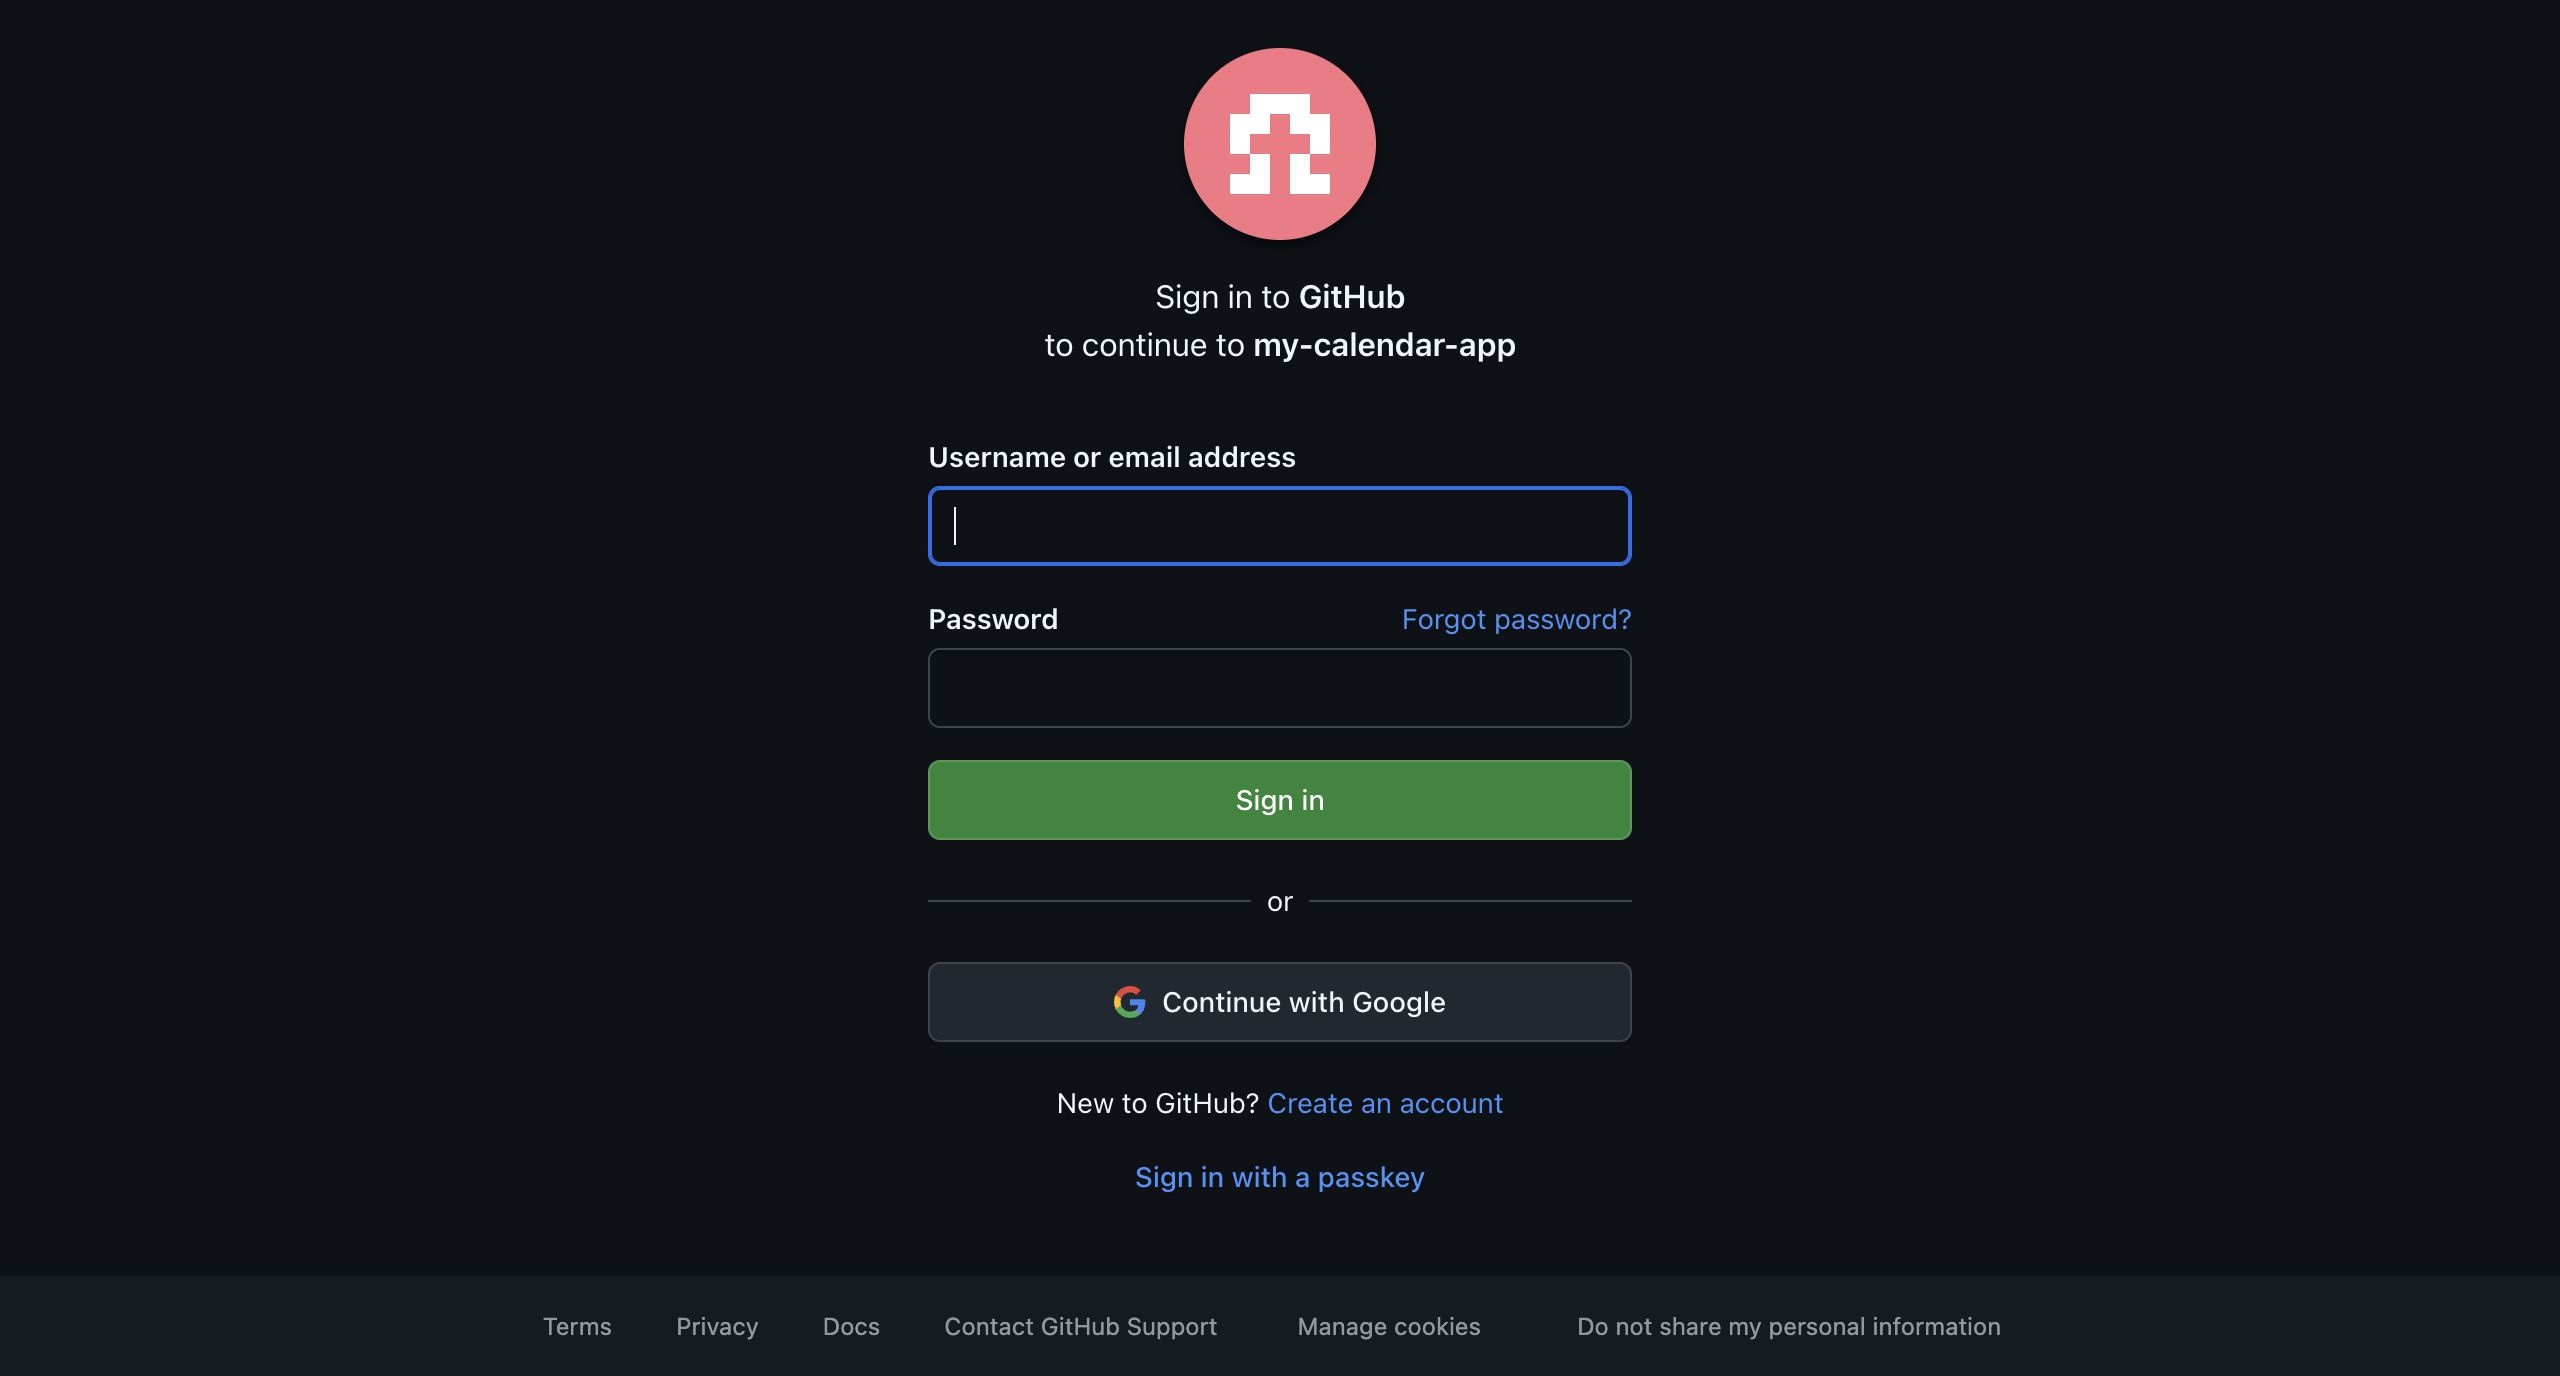 Sign in to GitHub
to continue to my-calendar-app
Username or email address
Password
Forgot password?
Sign in
or
Continue with Google
New to GitHub? Create an account
Sign in with a passkey
Terms Privacy Docs Contact GitHub Support Manage cookies Do not share my personal information